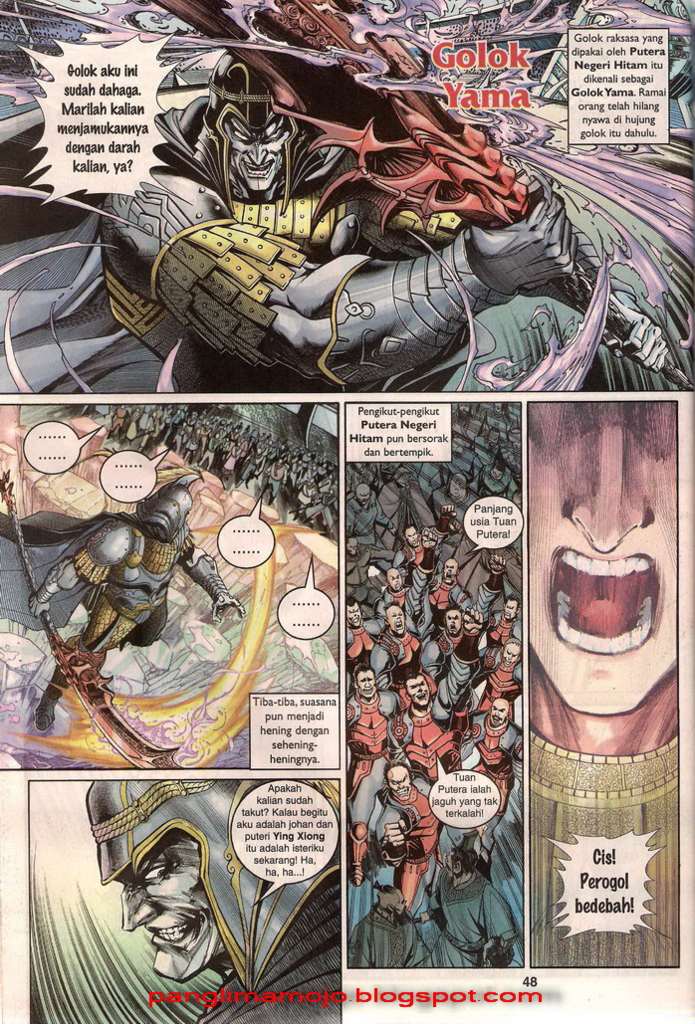 Golok aku ini
sudah dahaga.
Marilah kalian
menjamukannya
dengan darah
kalian, ya?
Golok
Yama
Golok raksasa yang
dipakai oleh Putera
Negeri Hitam itu
dikenali sebagai
Golok Yama. Ramai
orang telah hilang
nyawa di hujung
golok itu dahulu.
......
......
......
......
......
......
......
......
Tiba-tiba, suasana
pun menjadi
hening dengan
sehening-
heningnya.
Apakah
kalian sudah
takut? Kalau begitu
aku adalah johan dan
puteri Ying Xiong
itu adalah isteriku
sekarang! Ha,
ha, ha...!
Pengikut-pengikut
Putera Negeri
Hitam pun bersorak
dan bertempik.
Panjang
usia Tuan
Putera!
Tuan
Putera ialah
jaguh yang tak
terkalah!
Cis!
Perogol
bedebah!
48
panglimamojo.blogspot.com